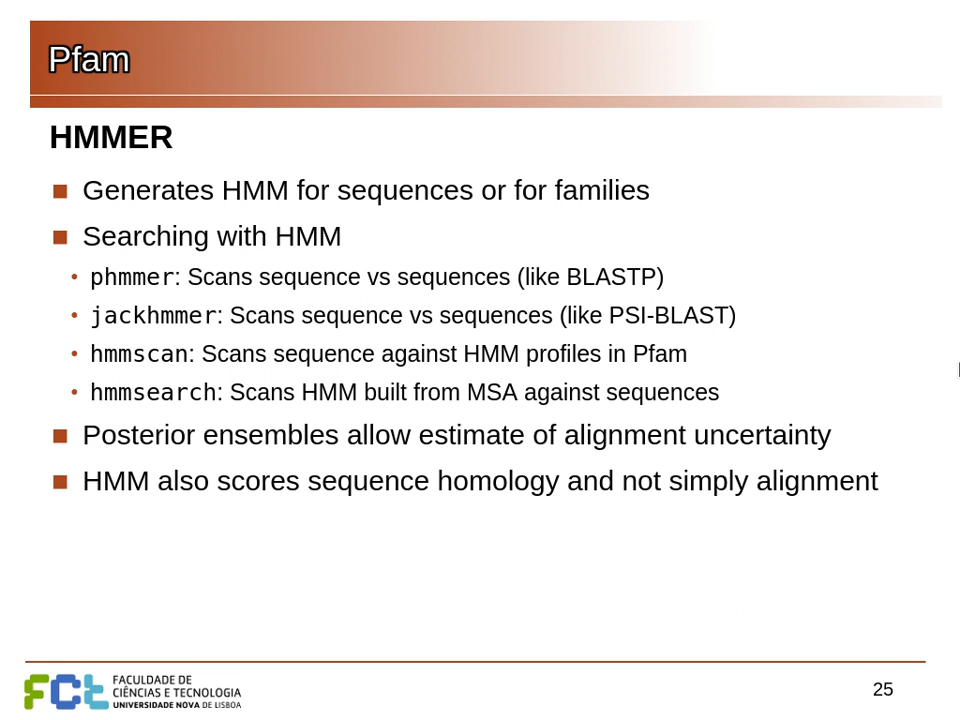 Pfam
HMMER
Generates HMM for sequences or for families
Searching with HMM
phmmer: Scans sequence vs sequences (like BLASTP)
jackhmmer: Scans sequence vs sequences (like PSI-BLAST)
hmmscan: Scans sequence against HMM profiles in Pfam
hmmsearch: Scans HMM built from MSA against sequences
Posterior ensembles allow estimate of alignment uncertainty
HMM also scores sequence homology and not simply alignment
FCt
FACULDADE DE
CIÊNCIAS E TECNOLOGIA
UNIVERSIDADE NOVA DE LISBOA
25